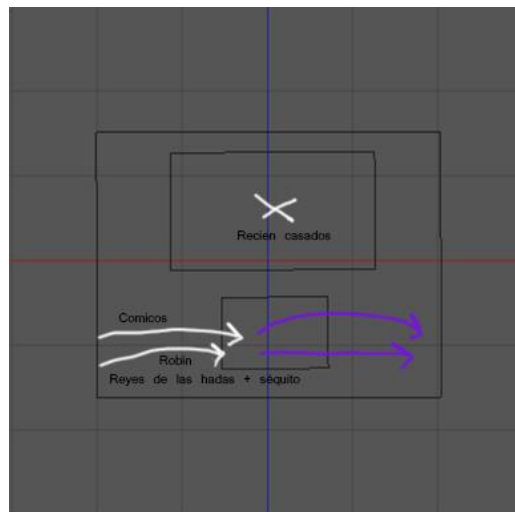 Recien casados
Comicos
Robin
Reyes de las hadas + séquito